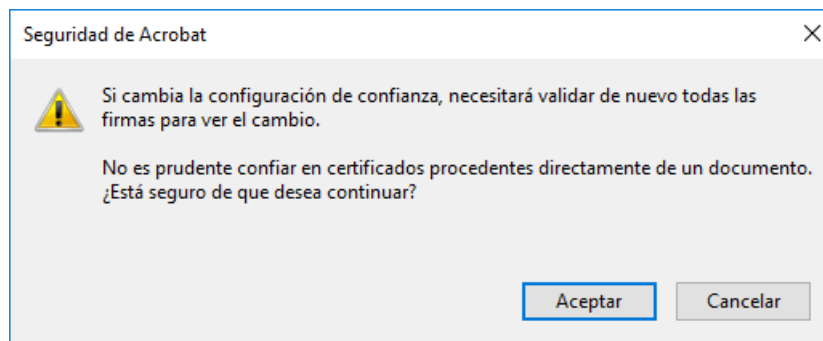 Seguridad de Acrobat
Si cambia la configuración de confianza, necesitará validar de nuevo todas las
firmas para ver el cambio.
No es prudente confiar en certificados procedentes directamente de un documento.
¿Está seguro de que desea continuar?
Aceptar
Cancelar